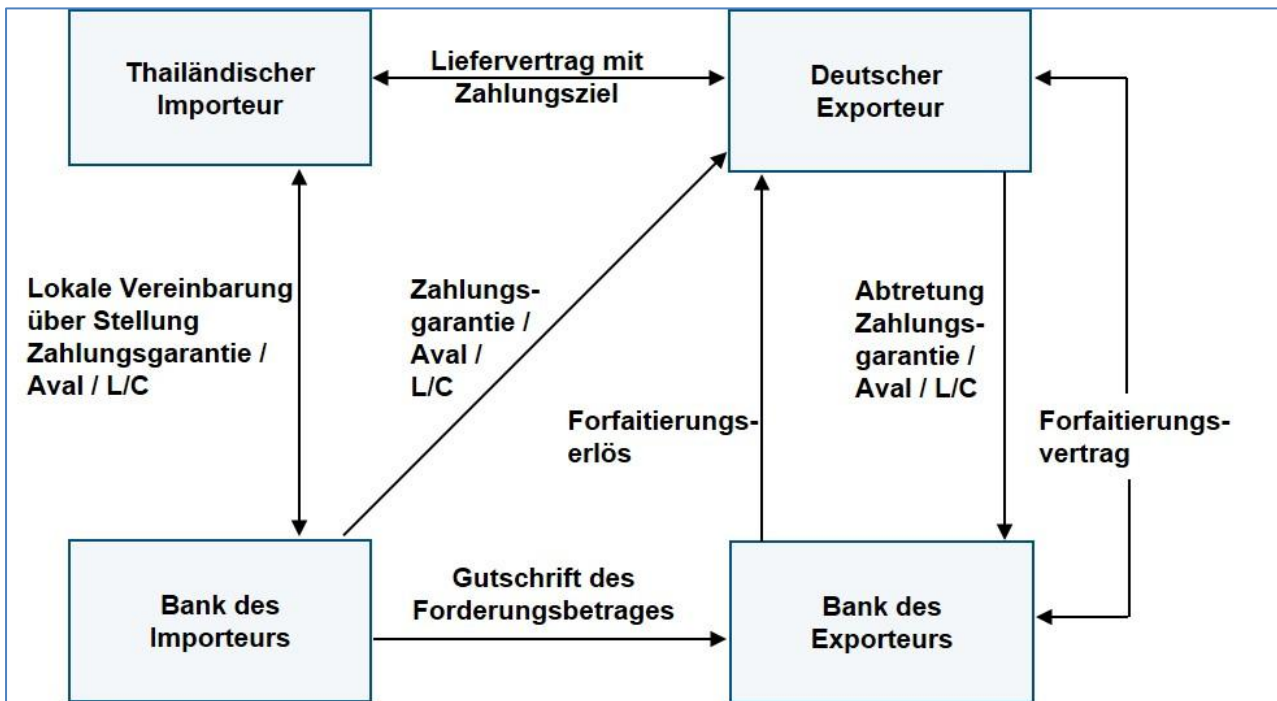 Thailändischer
Importeur
Liefervertrag mit
Zahlungsziel
Deutscher
Exporteur
Lokale Vereinbarung
über Stellung
Zahlungsgarantie /
Aval / L/C
Zahlungs-
garantie /
Aval /
L/C
Forfaitierungs-
erlös
Abtretung
Zahlungs-
garantie /
Aval / L/C
Forfaitierungs-
vertrag
Bank des
Importeurs
Gutschrift des
Forderungsbetrages
Bank des
Exporteurs